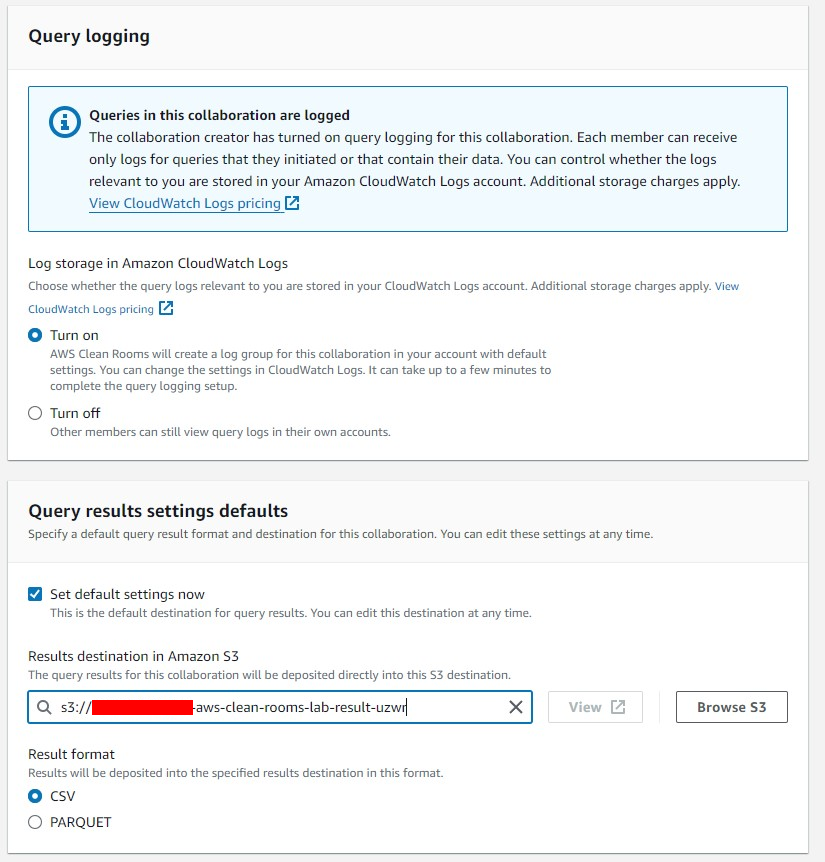 Query logging
Queries in this collaboration are logged
The collaboration creator has turned on query logging for this collaboration. Each member can receive
only logs for queries that they initiated or that contain their data. You can control whether the logs
relevant to you are stored in your Amazon CloudWatch Logs account. Additional storage charges apply.
View CloudWatch Logs pricing
Log storage in Amazon CloudWatch Logs
Choose whether the query logs relevant to you are stored in your CloudWatch Logs account. Additional storage charges apply. View
CloudWatch Logs pricing
Turn on
AWS Clean Rooms will create a log group for this collaboration in your account with default
settings. You can change the settings in CloudWatch Logs. It can take up to a few minutes to
complete the query logging setup.
Turn off
Other members can still view query logs in their own accounts.
Query results settings defaults
Specify a default query result format and destination for this collaboration. You can edit these settings at any time.
Set default settings now
This is the default destination for query results. You can edit this destination at any time.
Results destination in Amazon S3
The query results for this collaboration will be deposited directly into this S3 destination.
s3:// -aws-clean-rooms-lab-result-uzwr
View
Browse S3
Result format
Results will be deposited into the specified results destination in this format.
CSV
PARQUET